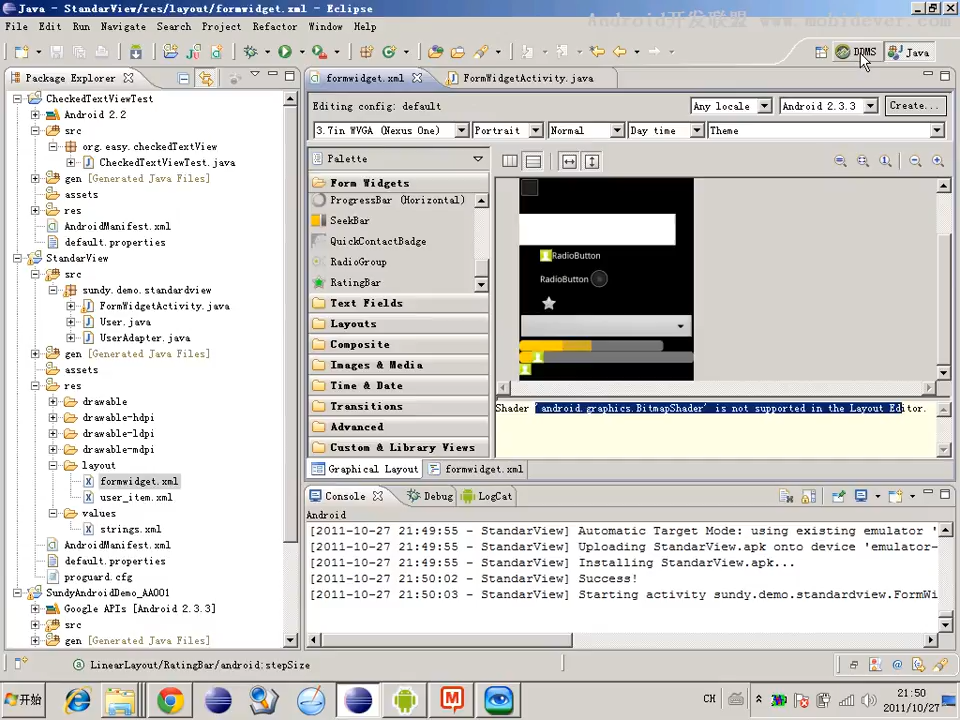 Java - StandarView/res/layout/formwidget.xml - Eclipse
Android开发联盟 www.mobidever.com
File Edit Run Navigate Search Project Refactor Source Window Help
DDMS Java
Package Explorer
formwidget.xml FormWidgetActivity.java
CheckedTextViewTest
Android 2.2
src
org.easy.checkedTextView
CheckedTextViewTest.java
gen [Generated Java Files]
assets
res
AndroidManifest.xml
default.properties
StandarView
src
sundy.demo.standardview
FormWidgetActivity.java
User.java
UserAdapter.java
gen [Generated Java Files]
assets
res
drawable
drawable-hdpi
drawable-ldpi
drawable-mdpi
layout
formwidget.xml
user_item.xml
values
strings.xml
AndroidManifest.xml
default.properties
proguard.cfg
SundyAndroidDemo_AA001
Google APIs [Android 2.3.3]
src
gen [Generated Java Files]
Editing config: default
Any locale Android 2.3.3 Create...
3.7in WVGA (Nexus One) Portrait Normal Day time Theme
Palette
Form Widgets
ProgressBar (Horizontal)
SeekBar
QuickContactBadge
RadioGroup
RatingBar
Text Fields
Layouts
Composite
Images & Media
Time & Date
Transitions
Advanced
Custom & Library Views
RadioButton
RadioButton
Shader 'android.graphics.BitmapShader' is not supported in the Layout Editor.
Graphical Layout formwidget.xml
Console Debug LogCat
Android
[2011-10-27 21:49:55 - StandarView] Automatic Target Mode: using existing emulator '
[2011-10-27 21:49:55 - StandarView] Uploading StandarView.apk onto device 'emulator-
[2011-10-27 21:49:55 - StandarView] Installing StandarView.apk...
[2011-10-27 21:50:02 - StandarView] Success!
[2011-10-27 21:50:03 - StandarView] Starting activity sundy.demo.standardview.FormWi
LinearLayout/RatingBar/android:stepSize
开始
CH
21:50
2011/10/27